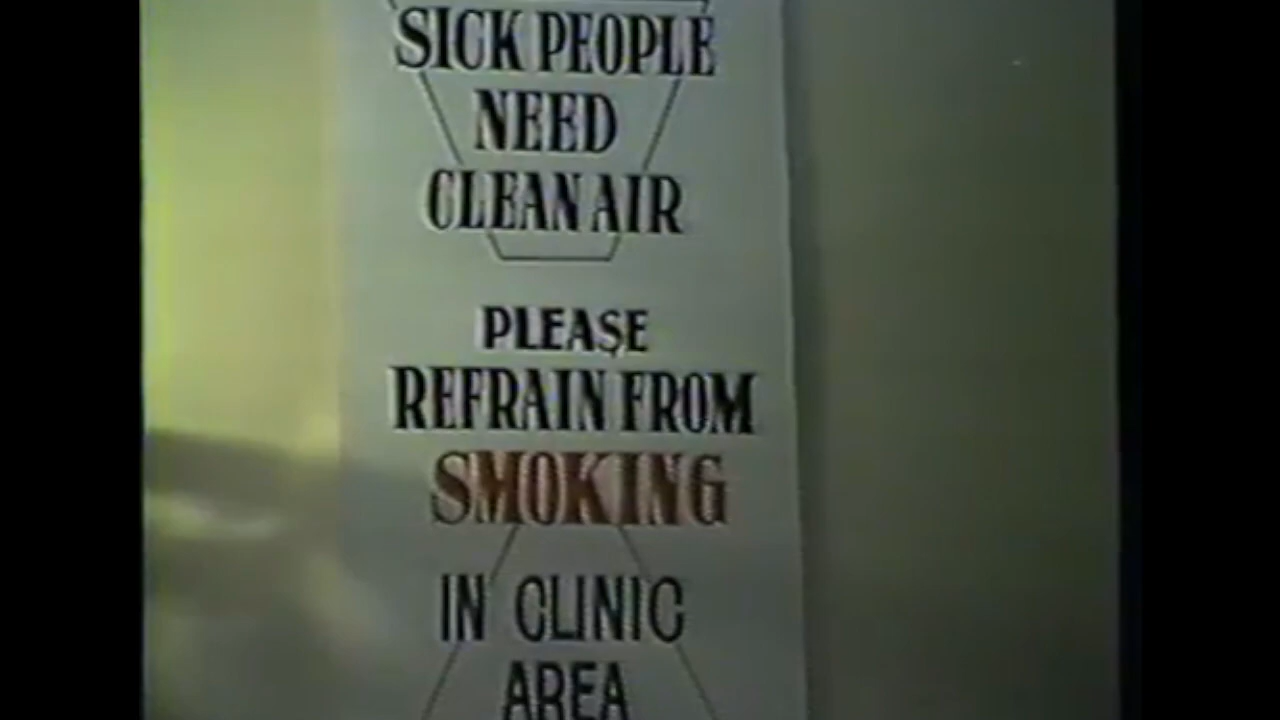 SICK PEOPLE
NEED
CLEAN AIR
PLEASE
REFRAIN FROM
SMOKING
IN CLINIC
AREA